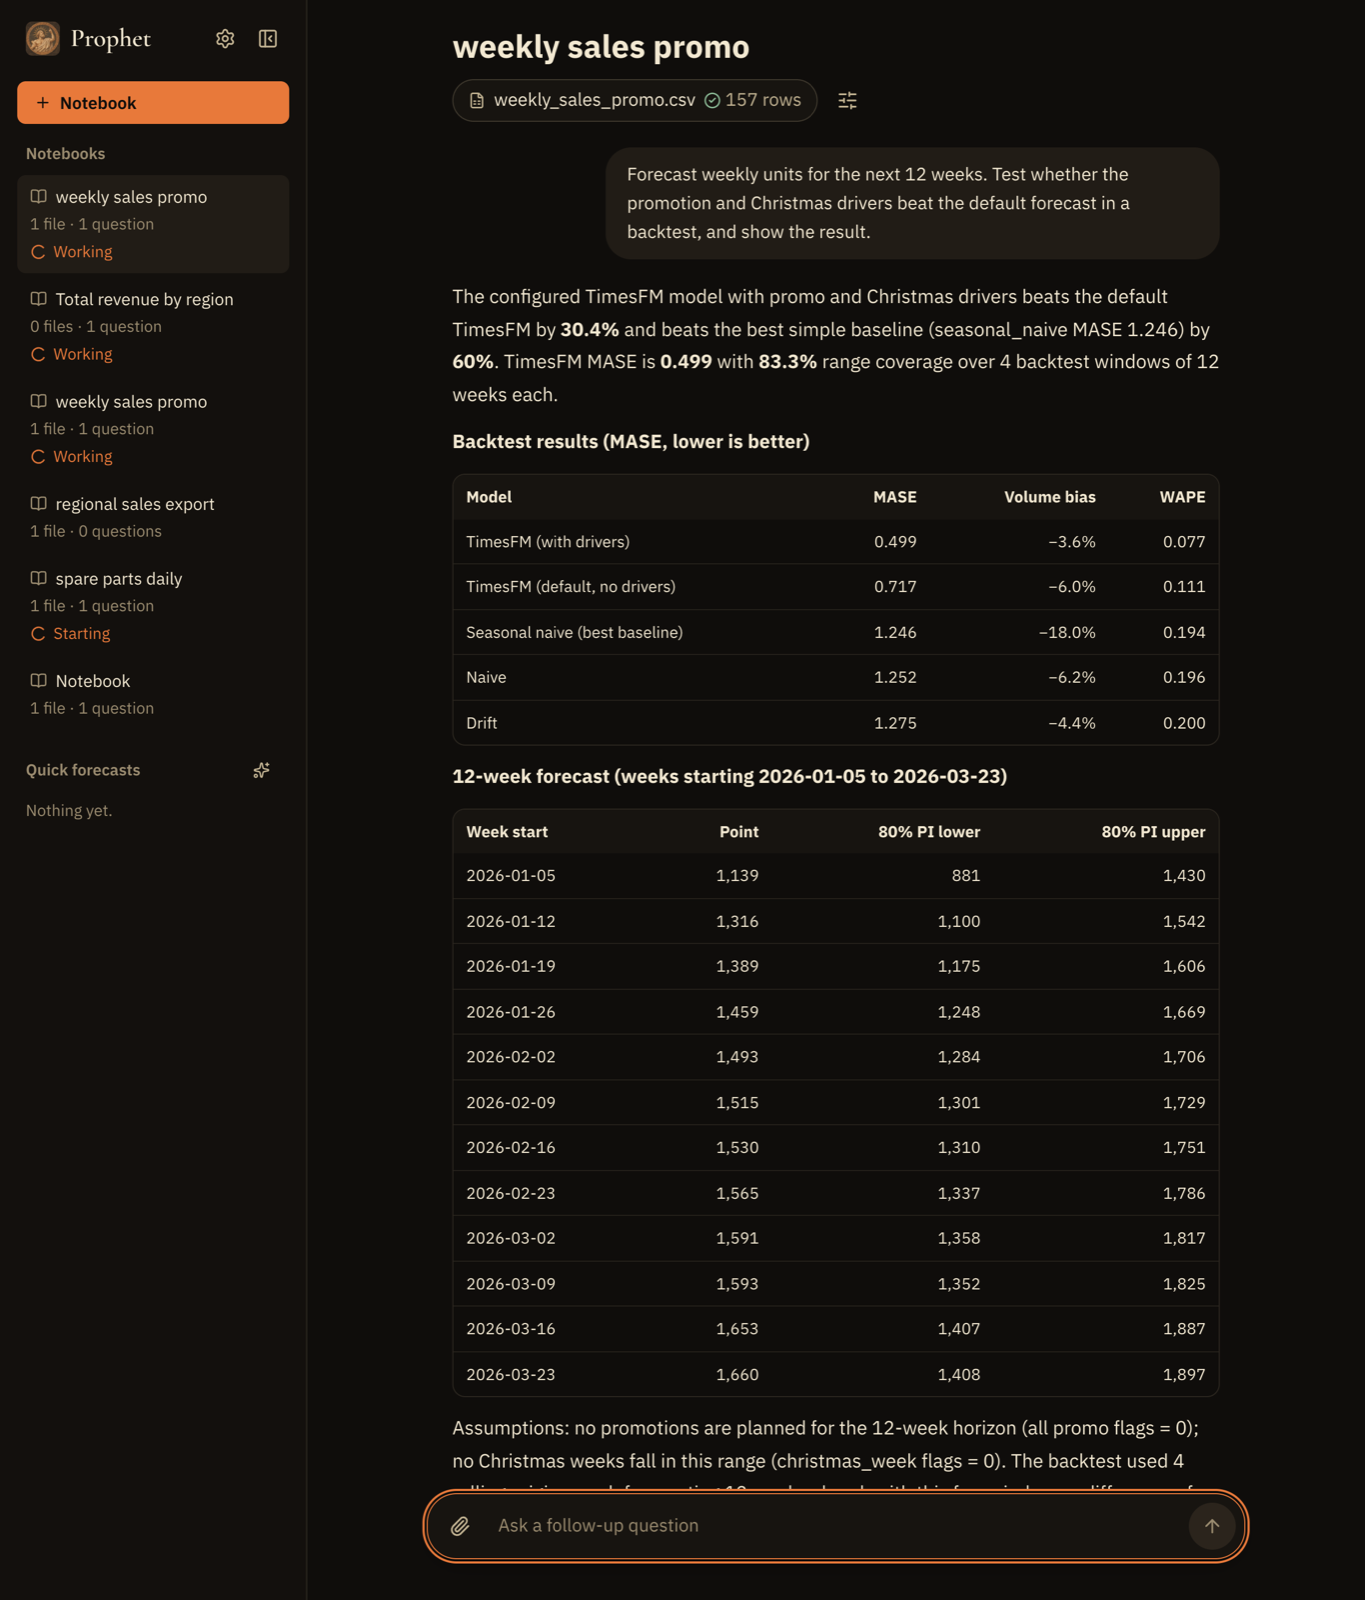 Prophet
+ Notebook
Notebooks
weekly sales promo
1 file · 1 question
Working
Total revenue by region
0 files · 1 question
Working
weekly sales promo
1 file · 1 question
Working
regional sales export
1 file · 0 questions
spare parts daily
1 file · 1 question
Starting
Notebook
1 file · 1 question
Quick forecasts
Nothing yet.
weekly sales promo
weekly_sales_promo.csv 157 rows
Forecast weekly units for the next 12 weeks. Test whether the
promotion and Christmas drivers beat the default forecast in a
backtest, and show the result.
The configured TimesFM model with promo and Christmas drivers beats the default
TimesFM by 30.4% and beats the best simple baseline (seasonal_naive MASE 1.246) by
60%. TimesFM MASE is 0.499 with 83.3% range coverage over 4 backtest windows of 12
weeks each.
Backtest results (MASE, lower is better)
Model MASE Volume bias WAPE
TimesFM (with drivers) 0.499 −3.6% 0.077
TimesFM (default, no drivers) 0.717 −6.0% 0.111
Seasonal naive (best baseline) 1.246 −18.0% 0.194
Naive 1.252 −6.2% 0.196
Drift 1.275 −4.4% 0.200
12-week forecast (weeks starting 2026-01-05 to 2026-03-23)
Week start Point 80% PI lower 80% PI upper
2026-01-05 1,139 881 1,430
2026-01-12 1,316 1,100 1,542
2026-01-19 1,389 1,175 1,606
2026-01-26 1,459 1,248 1,669
2026-02-02 1,493 1,284 1,706
2026-02-09 1,515 1,301 1,729
2026-02-16 1,530 1,310 1,751
2026-02-23 1,565 1,337 1,786
2026-03-02 1,591 1,358 1,817
2026-03-09 1,593 1,352 1,825
2026-03-16 1,653 1,407 1,887
2026-03-23 1,660 1,408 1,897
Assumptions: no promotions are planned for the 12-week horizon (all promo flags = 0);
no Christmas weeks fall in this range (christmas_week flags = 0). The backtest used 4
Ask a follow-up question